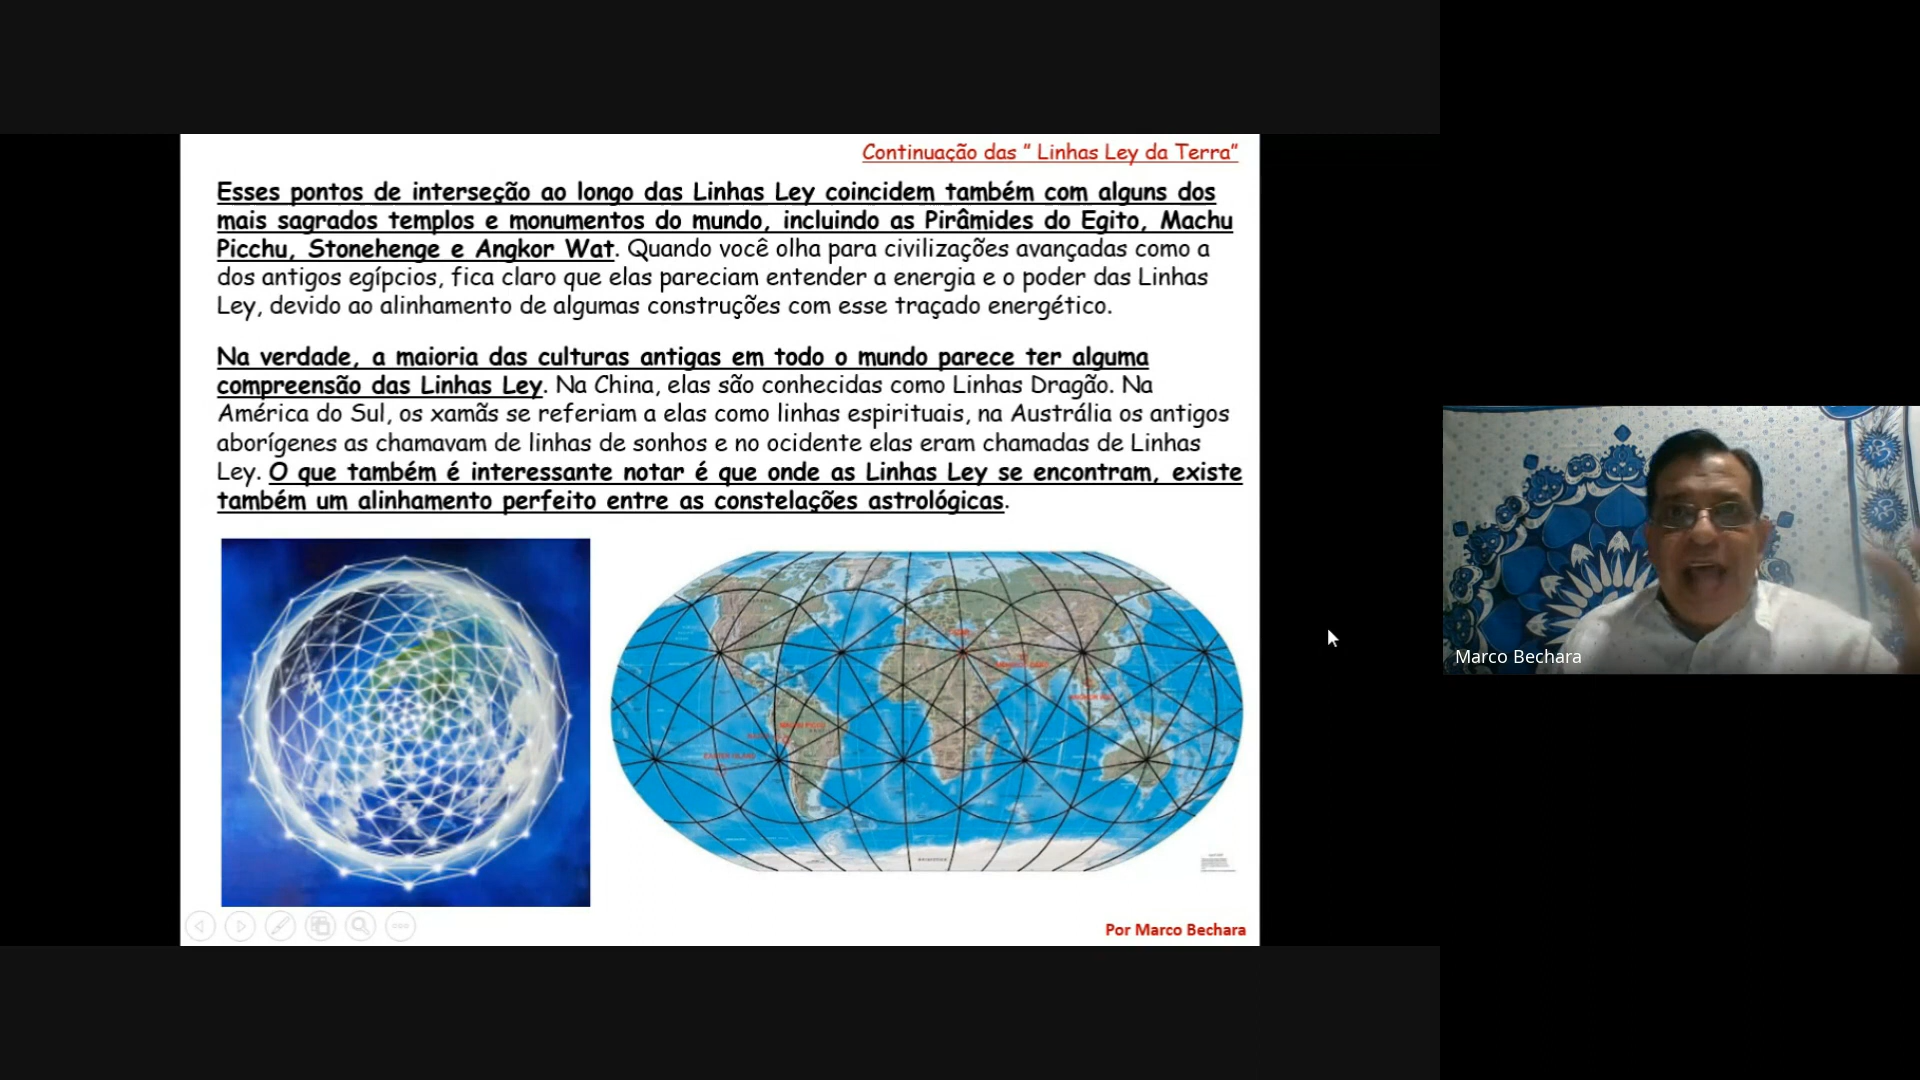 Continuação das " Linhas Ley da Terra"
Esses pontos de interseção ao longo das Linhas Ley coincidem também com alguns dos
mais sagrados templos e monumentos do mundo, incluindo as Pirâmides do Egito, Machu
Picchu, Stonehenge e Angkor Wat. Quando você olha para civilizações avançadas como a
dos antigos egípcios, fica claro que elas pareciam entender a energia e o poder das Linhas
Ley, devido ao alinhamento de algumas construções com esse traçado energético.
Na verdade, a maioria das culturas antigas em todo o mundo parece ter alguma
compreensão das Linhas Ley. Na China, elas são conhecidas como Linhas Dragão. Na
América do Sul, os xamãs se referiam a elas como linhas espirituais, na Austrália os antigos
aborígenes as chamavam de linhas de sonhos e no ocidente elas eram chamadas de Linhas
Ley. O que também é interessante notar é que onde as Linhas Ley se encontram, existe
também um alinhamento perfeito entre as constelações astrológicas.
EASTER ISLAND
Por Marco Bechara
Marco Bechara